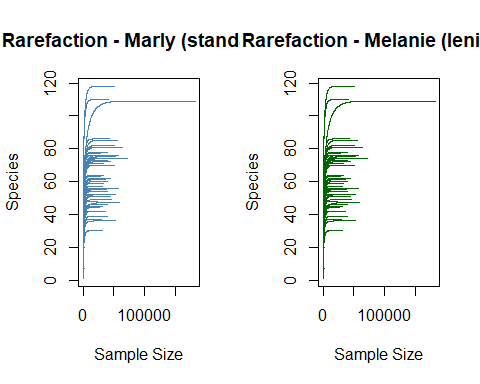 Rarefaction - Marly (stand
Species
0
20
40
60
80
120
0
100000
Sample Size
Rarefaction - Melanie (leni
Species
0
20
40
60
80
120
0
100000
Sample Size